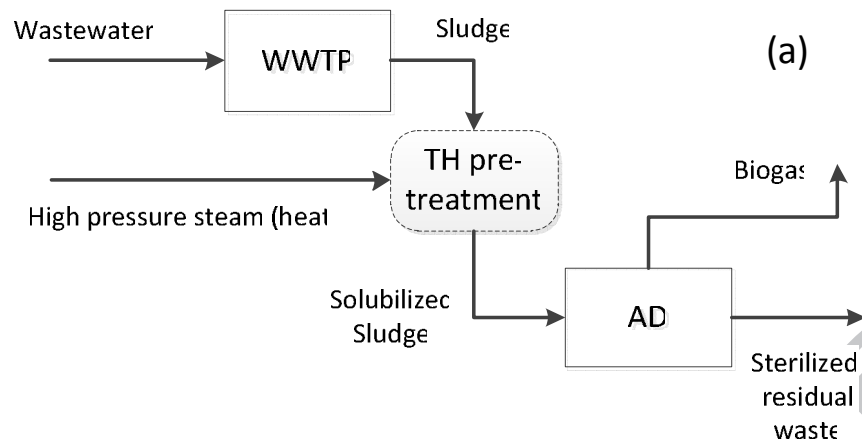 Wastewater
WWTP
Sludge
(a)
TH pre-
treatment
High pressure steam (heat
Biogas
Solubilized
Sludge
AD
Sterilized
residual
waste